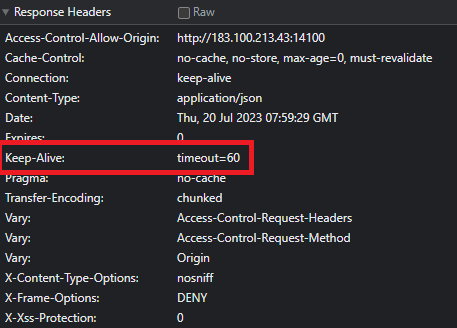 Response Headers Raw
Access-Control-Allow-Origin: http://183.100.213.43:14100
Cache-Control: no-cache, no-store, max-age=0, must-revalidate
Connection: keep-alive
Content-Type: application/json
Date: Thu, 20 Jul 2023 07:59:29 GMT
Expires: 0
Keep-Alive: timeout=60
Pragma: no-cache
Transfer-Encoding: chunked
Vary: Access-Control-Request-Headers
Vary: Access-Control-Request-Method
Vary: Origin
X-Content-Type-Options: nosniff
X-Frame-Options: DENY
X-Xss-Protection: 0